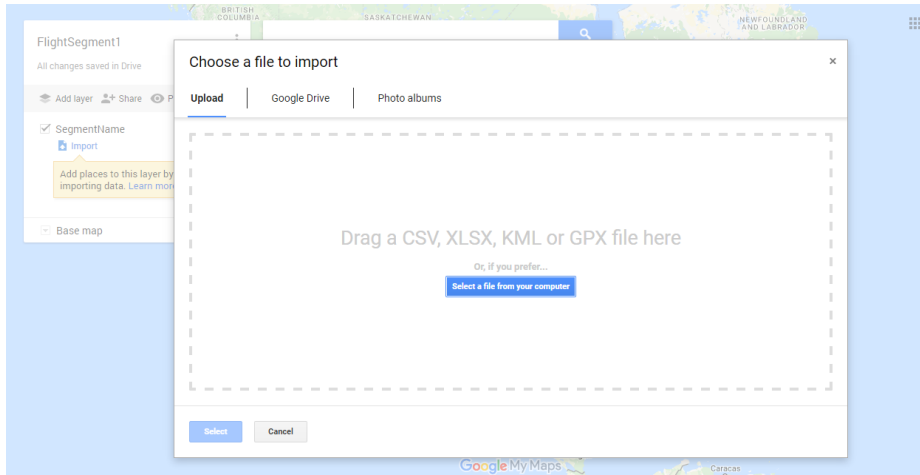 BRITISH
COLUMBIA
SASKATCHEWAN
NEWFOUNDLAND
AND LABRADOR
FlightSegment1
All changes saved in Drive
Add layer
Share
P
SegmentName
Import
Add places to this layer by
importing data. Learn more
Base map
Choose a file to import
×
Upload
Google Drive
Photo albums
Drag a CSV, XLSX, KML or GPX file here
Or, if you prefer...
Select a file from your computer
Select
Cancel
Google My Maps
Caracas